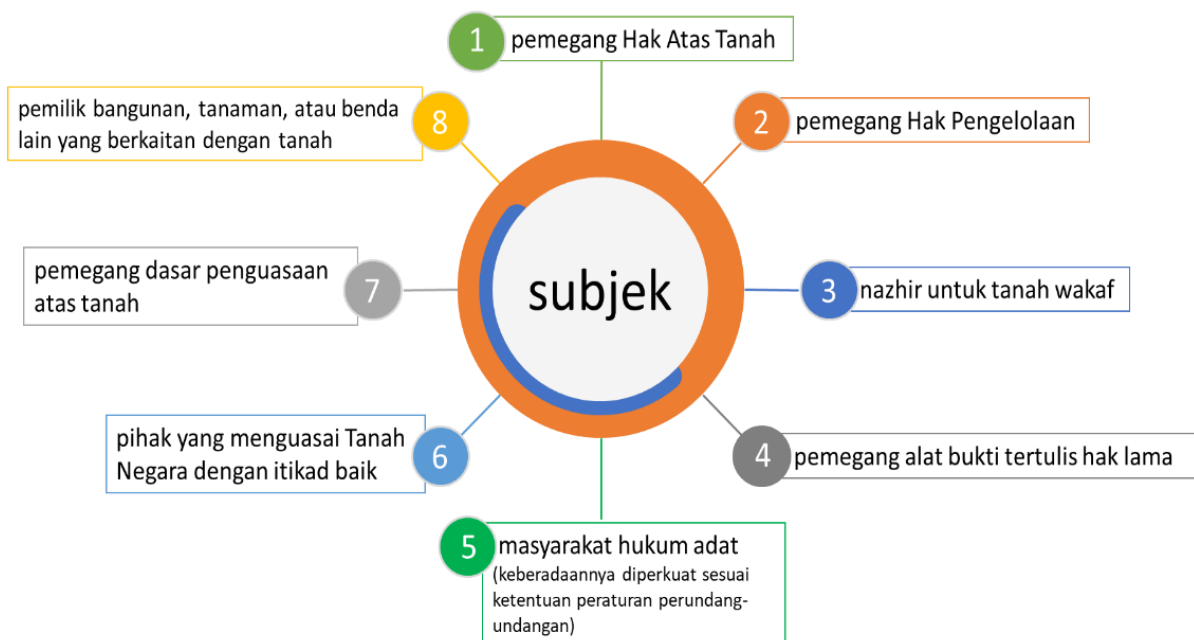 subjek
1 pemegang Hak Atas Tanah
2 pemegang Hak Pengelolaan
3 nazhir untuk tanah wakaf
4 pemegang alat bukti tertulis hak lama
5 masyarakat hukum adat
(keberadaannya diperkuat sesuai
ketentuan peraturan perundang-
undangan)
6 pihak yang menguasai Tanah
Negara dengan itikad baik
7 pemegang dasar penguasaan
atas tanah
8 pemilik bangunan, tanaman, atau benda
lain yang berkaitan dengan tanah